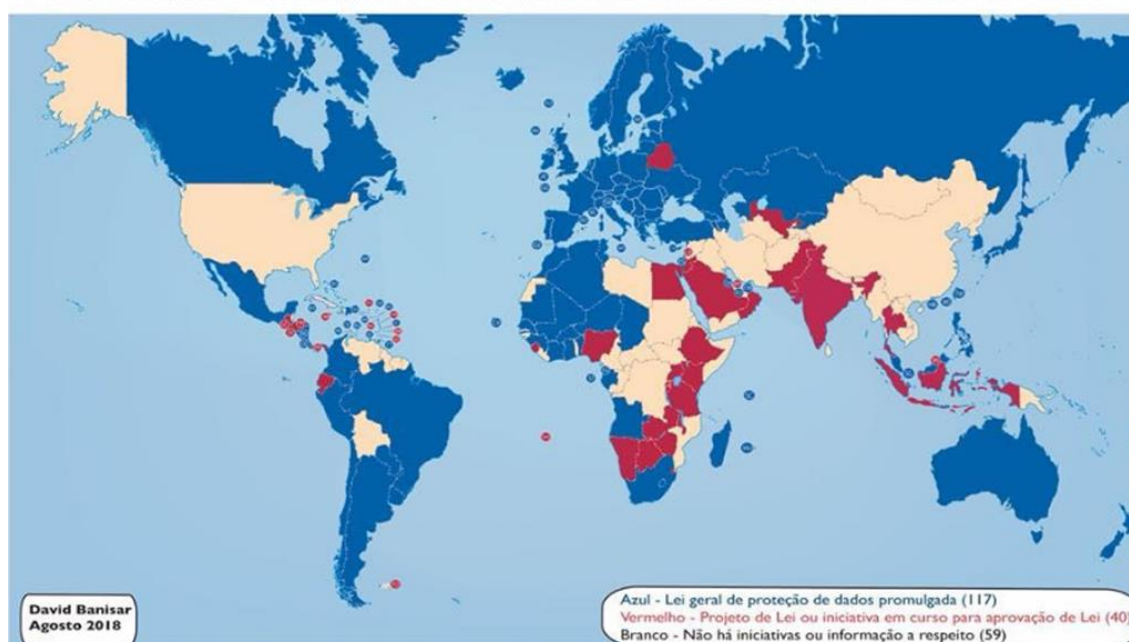 David Banisar
Agosto 2018
Azul - Lei geral de proteção de dados promulgada (117)
Vermelho - Projeto de Lei ou iniciativa em curso para aprovação de Lei (40)
Branco - Não há iniciativas ou informação a respeito (59)